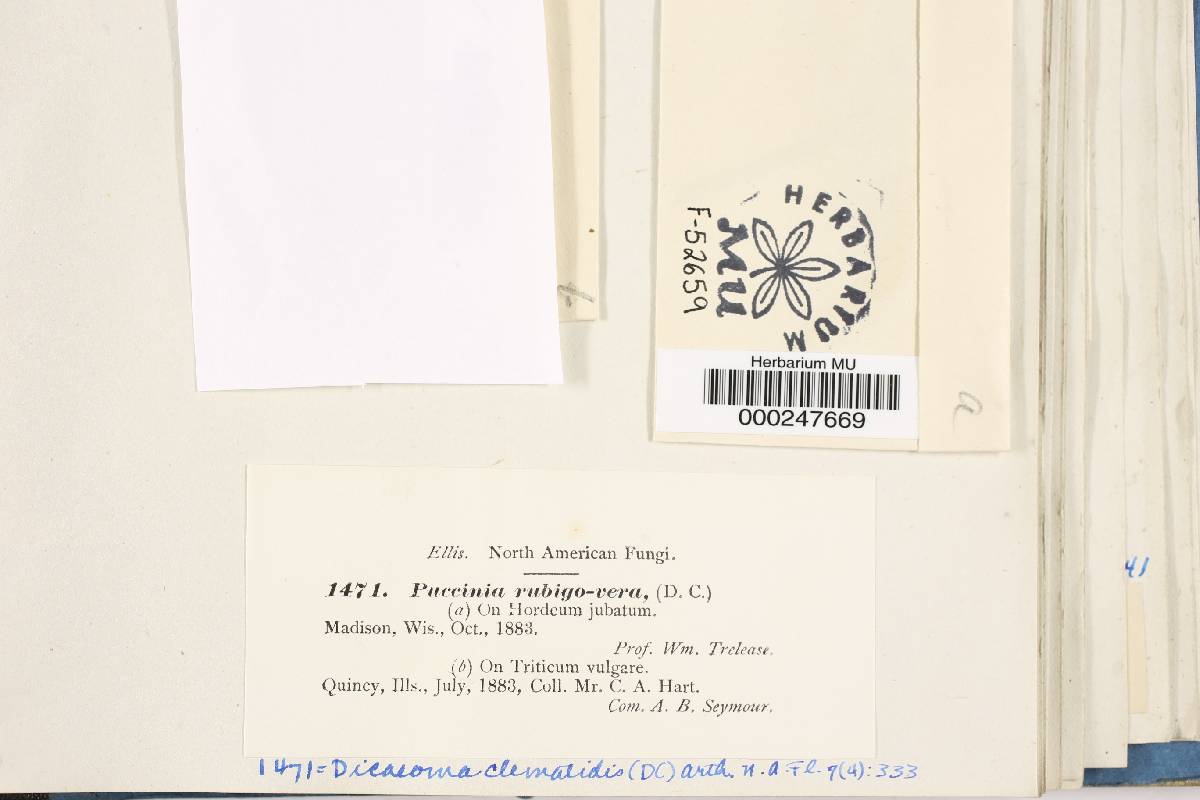 HERBARIUM
MU
F-52659
Herbarium MU
000247669
a
Ellis. North American Fungi.
1471. Puccinia rubigo-vera, (D. C.)
(a) On Hordeum jubatum.
Madison, Wis., Oct., 1883.
Prof. Wm. Trelease.
(b) On Triticum vulgare.
Quincy, Ills., July, 1883, Coll. Mr. C. A. Hart.
Com. A. B. Seymour.
1471=Dicaeoma clematidis (DC) arth. n.a.Fl. 7(4):333
41